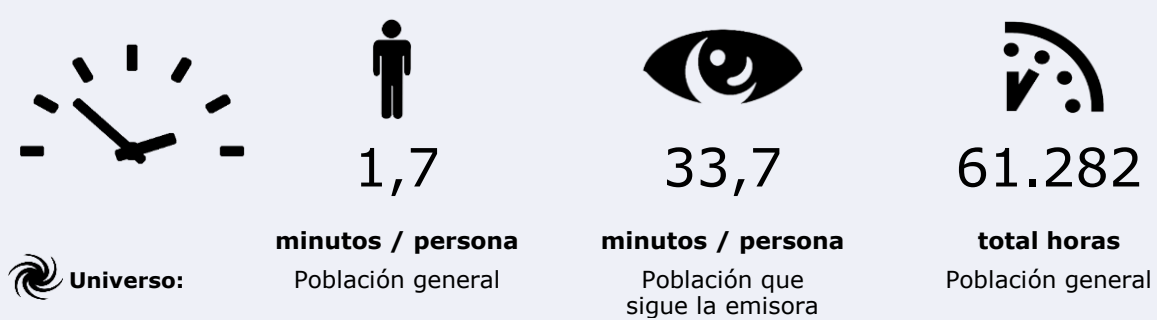 1,7
33,7
61.282
minutos / persona
minutos / persona
total horas
Universo:
Población general
Población que
sigue la emisora
Población general